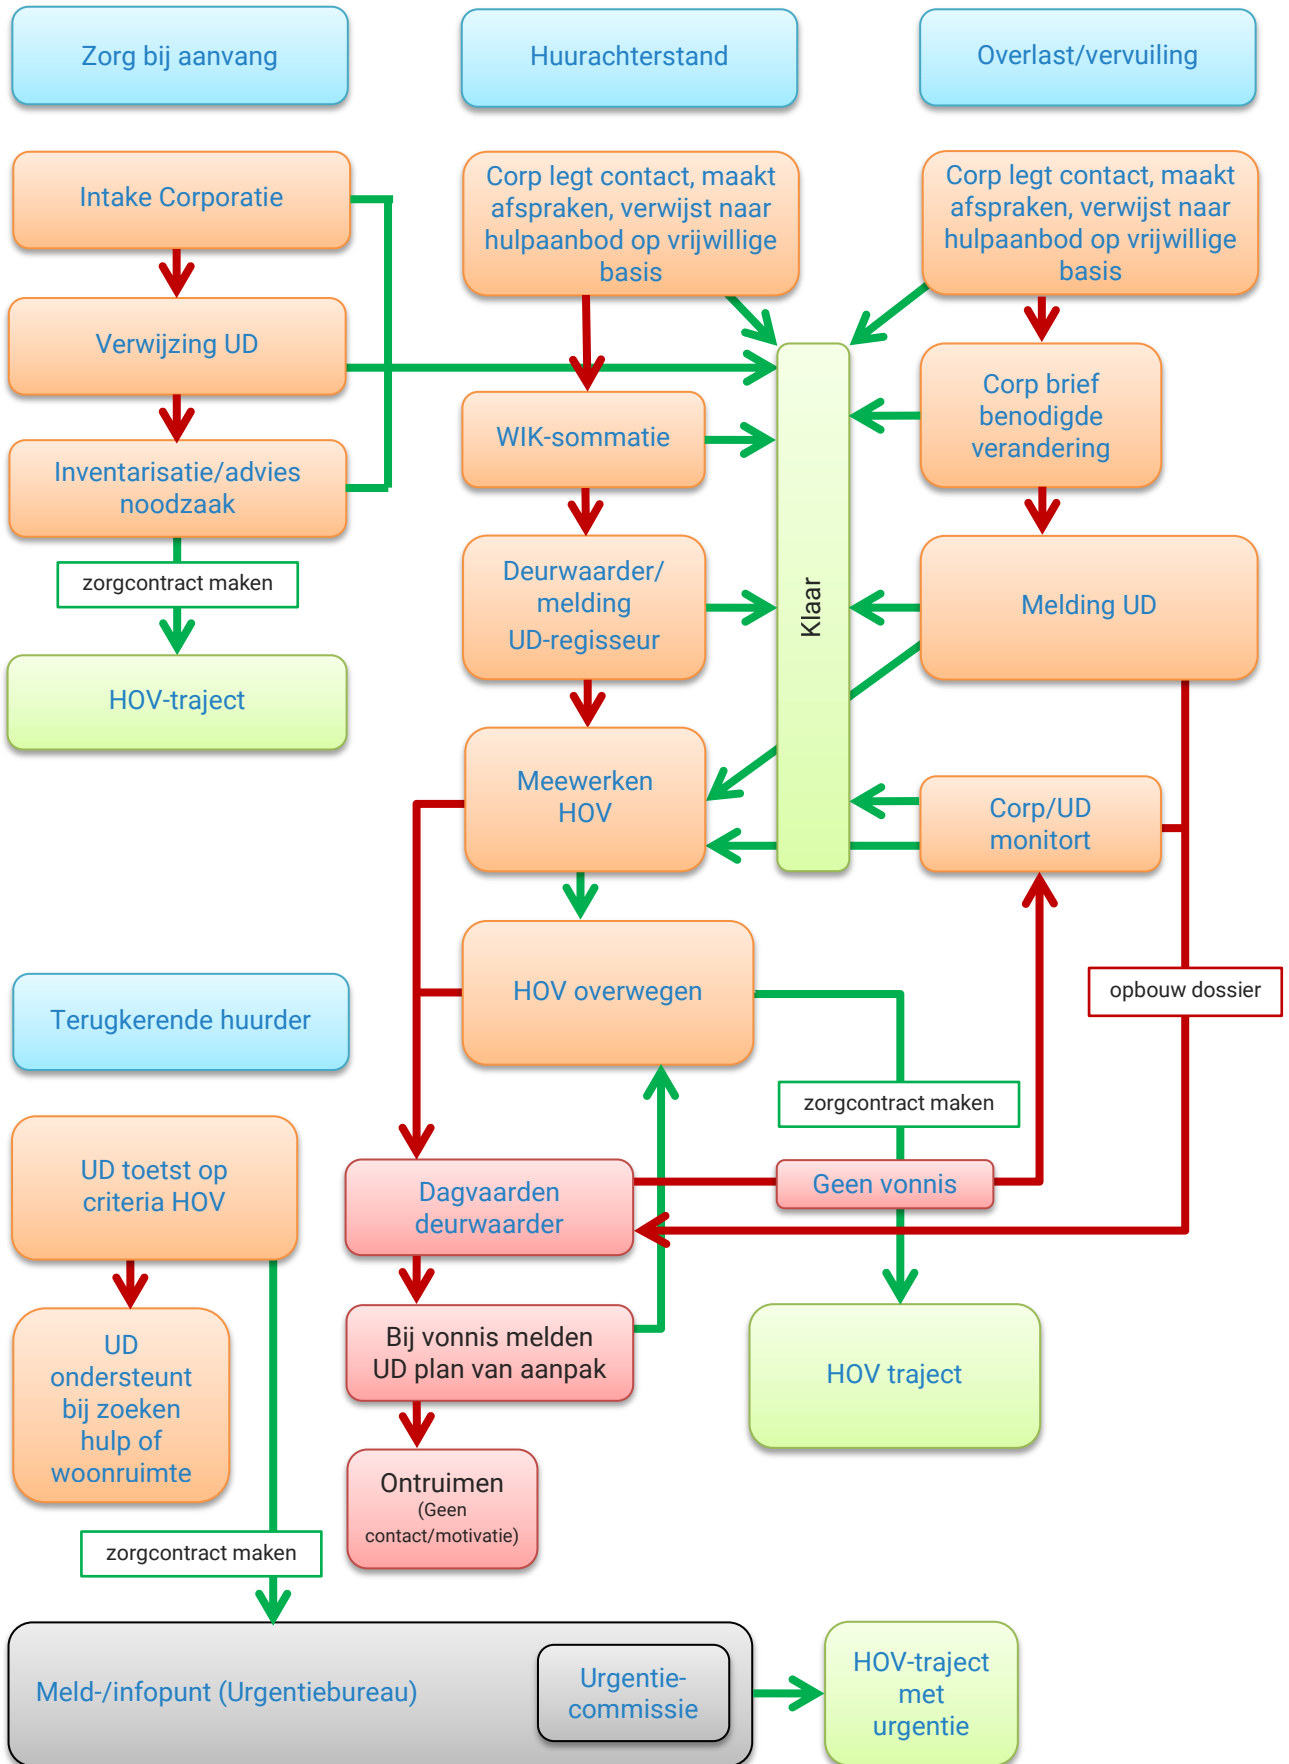 Zorg bij aanvang
Huurachterstand
Overlast/vervuiling
Intake Corporatie
Corp legt contact, maakt
afspraken, verwijst naar
hulpaanbod op vrijwillige
basis
Corp legt contact, maakt
afspraken, verwijst naar
hulpaanbod op vrijwillige
basis
Verwijzing UD
Corp brief
benodigde
verandering
WIK-sommatie
Inventarisatie/advies
noodzaak
zorgcontract maken
Deurwaarder/
melding
UD-regisseur
Klaar
Melding UD
HOV-traject
Meewerken
HOV
Corp/UD
monitort
HOV overwegen
opbouw dossier
Terugkerende huurder
zorgcontract maken
UD toetst op
criteria HOV
Dagvaarden
deurwaarder
Geen vonnis
UD
ondersteunt
bij zoeken
hulp of
woonruimte
Bij vonnis melden
UD plan van aanpak
HOV traject
Ontruimen
(Geen
contact/motivatie)
zorgcontract maken
Meld-/infopunt (Urgentiebureau)
Urgentie-
commissie
HOV-traject
met
urgentie